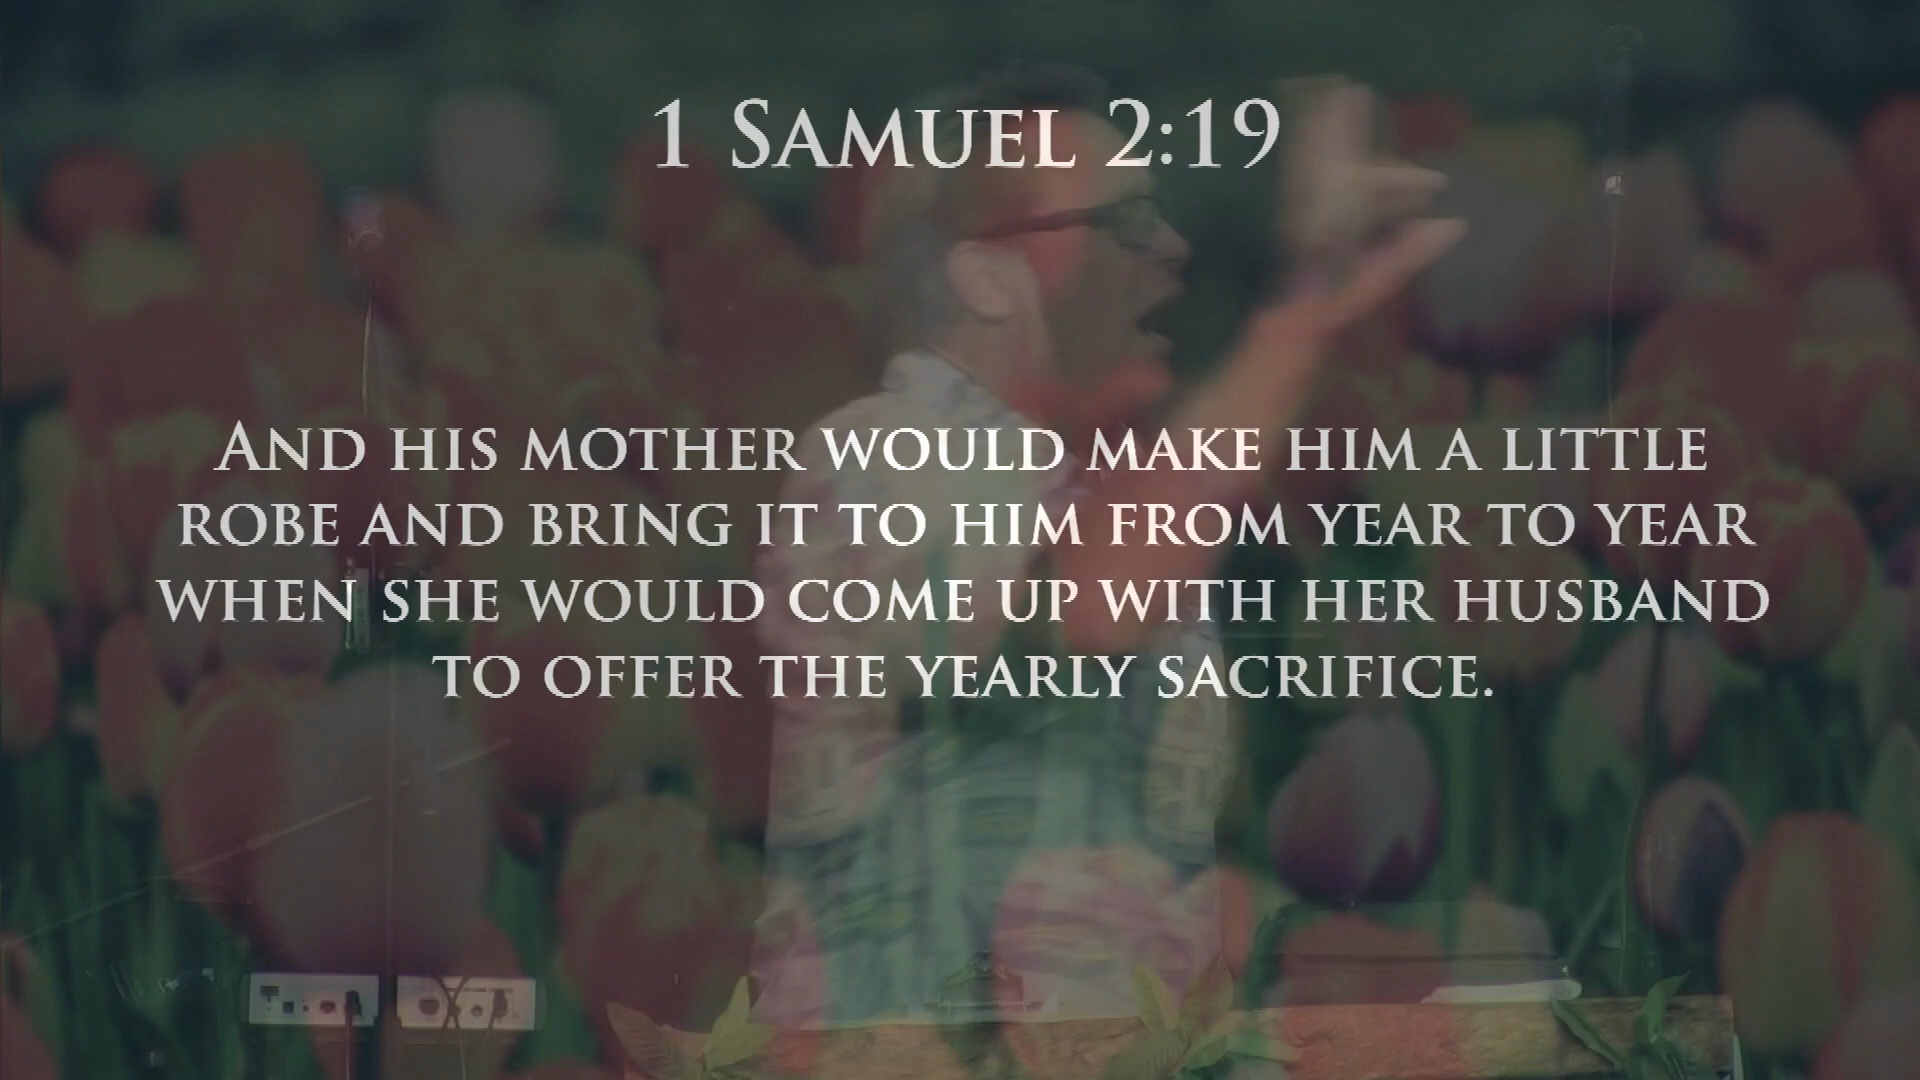 1 Samuel 2:19
And his mother would make him a little
robe and bring it to him from year to year
when she would come up with her husband
to offer the yearly sacrifice.